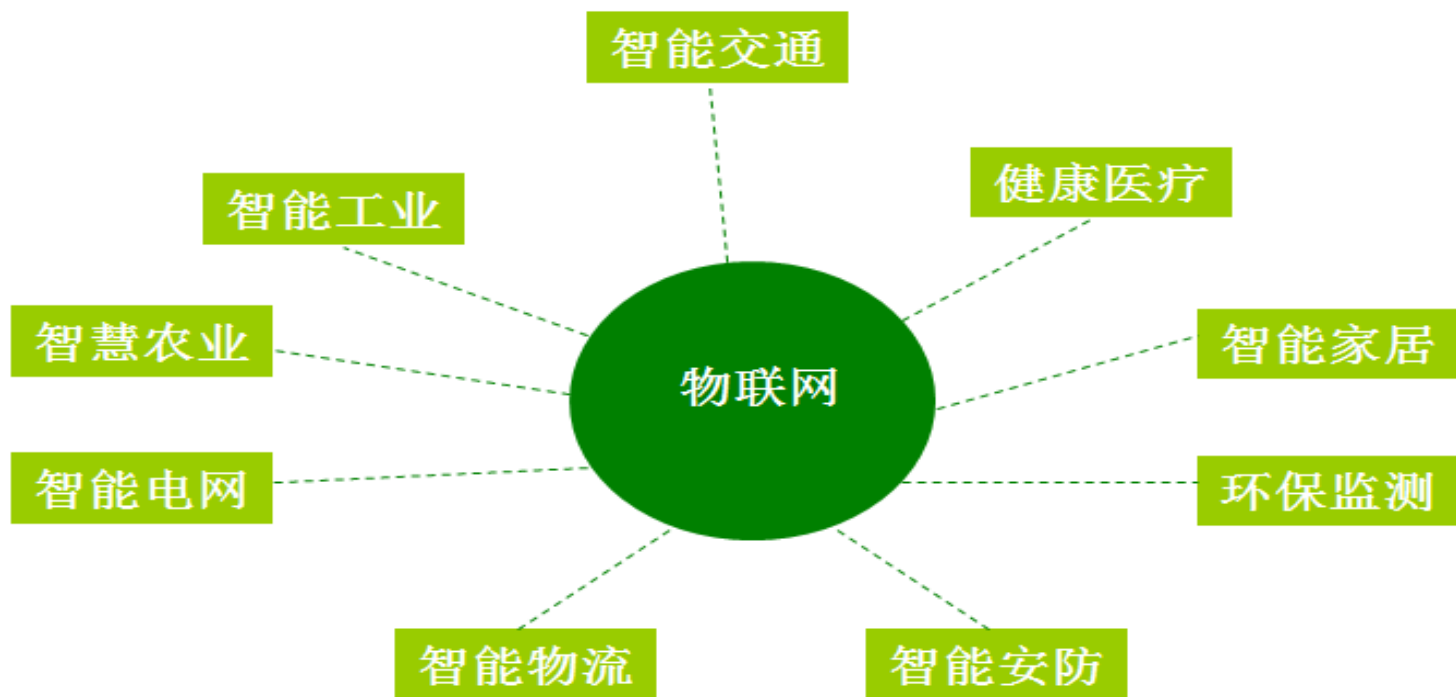 智能交通
健康医疗
智能工业
智慧农业
智能家居
物联网
智能电网
环保监测
智能物流
智能安防